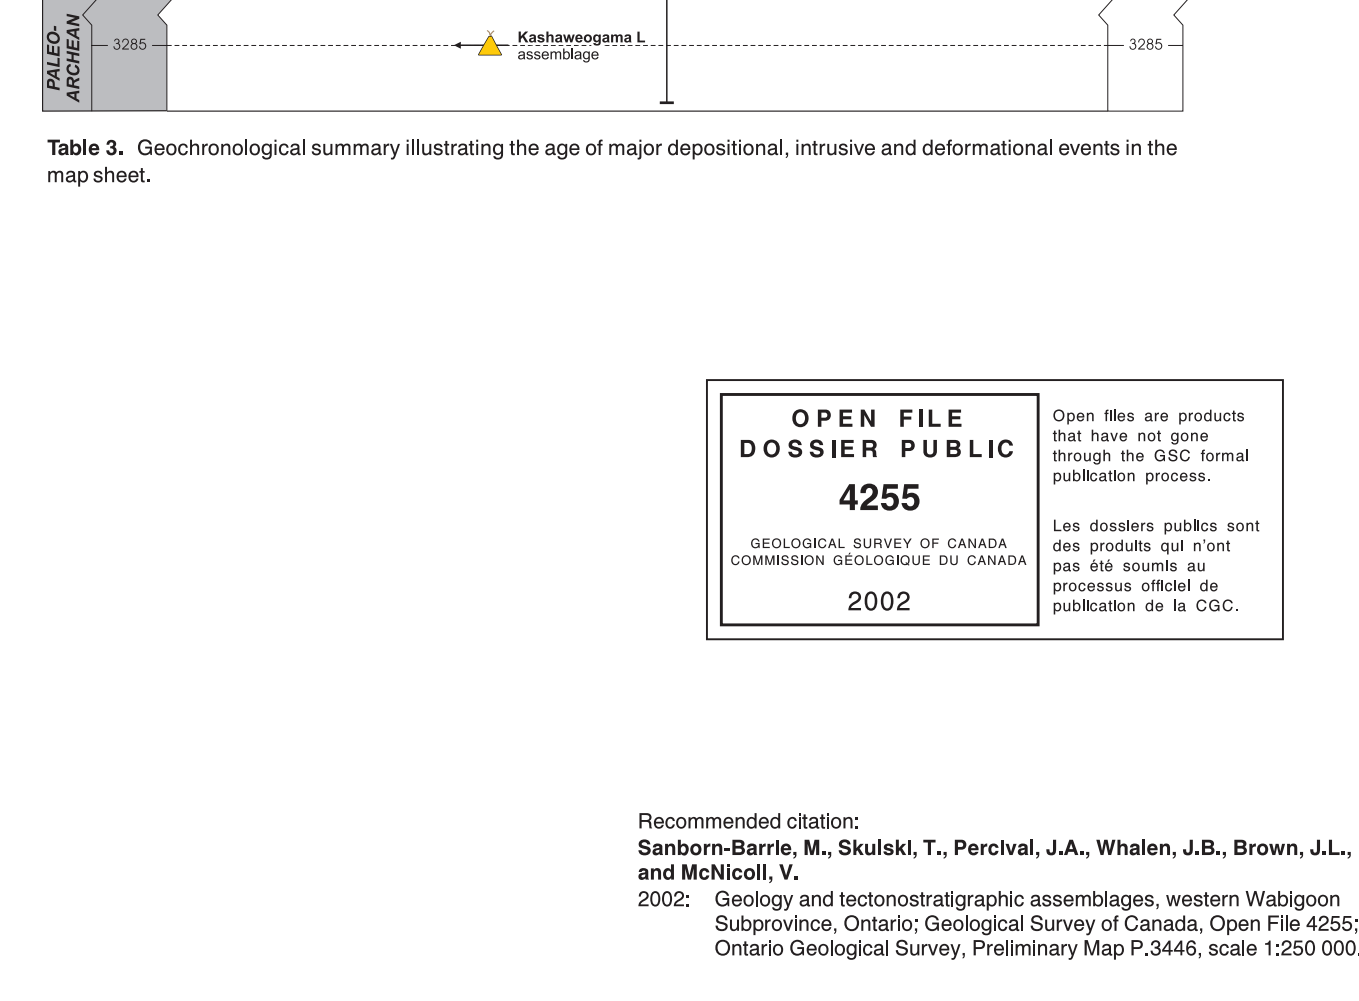 PALEO-
ARCHEAN
3285
Kashaweogama L
assemblage
3285
Table 3. Geochronological summary illustrating the age of major depositional, intrusive and deformational events in the
map sheet.
OPEN FILE
DOSSIER PUBLIC
4255
GEOLOGICAL SURVEY OF CANADA
COMMISSION GÉOLOGIQUE DU CANADA
2002
Open files are products
that have not gone
through the GSC formal
publication process.
Les dossiers publics sont
des produits qui n'ont
pas été soumis au
processus officiel de
publication de la CGC.
Recommended citation:
Sanborn-Barrie, M., Skulski, T., Percival, J.A., Whalen, J.B., Brown, J.L.,
and McNicoll, V.
2002: Geology and tectonostratigraphic assemblages, western Wabigoon
Subprovince, Ontario; Geological Survey of Canada, Open File 4255;
Ontario Geological Survey, Preliminary Map P.3446, scale 1:250 000.